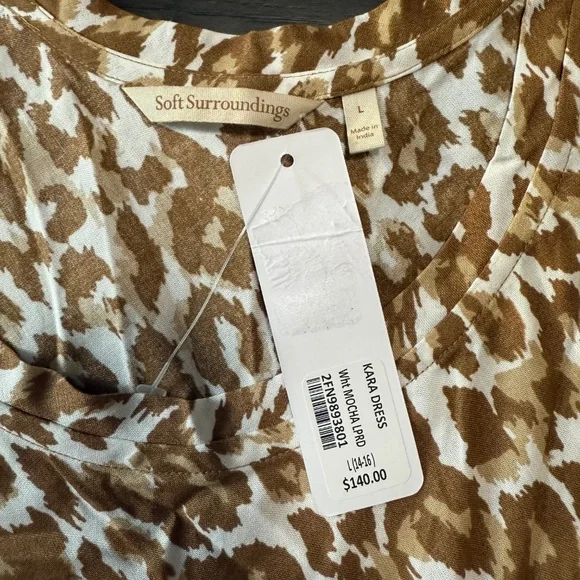 Soft Surroundings
L
Made in
India
KARA DRESS
Wht MOCHA LPRD
2FN9893801
L (14-16)
$140.00